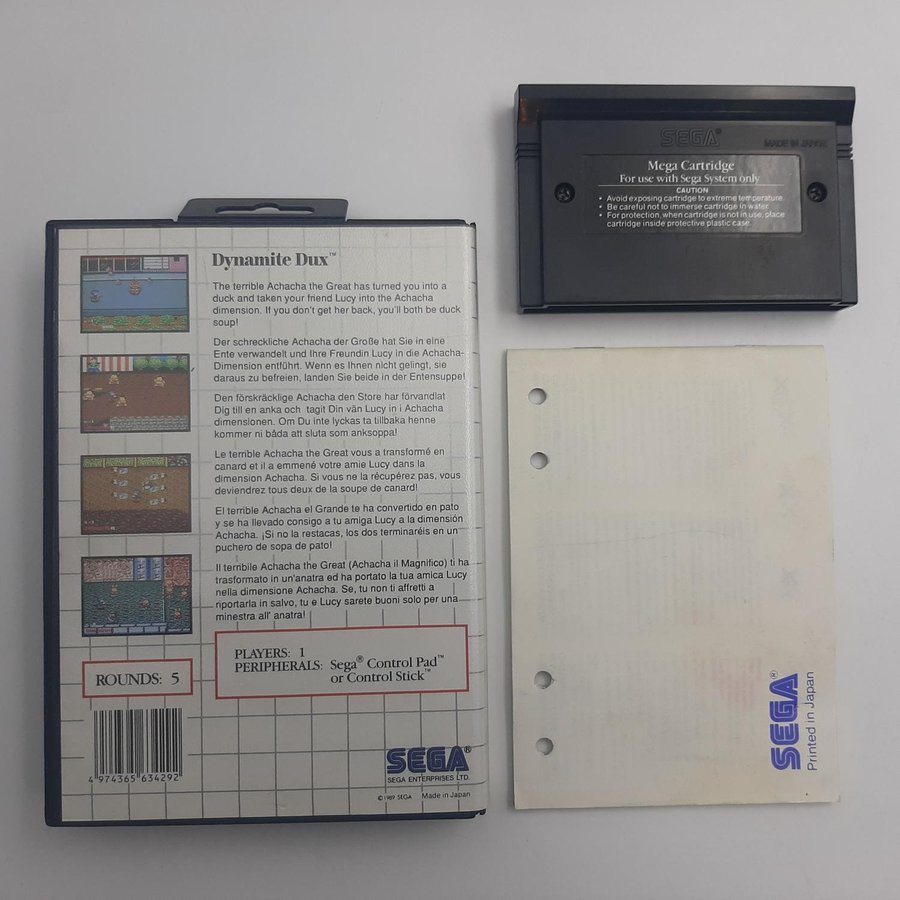 Dynamite Dux™
The terrible Achacha the Great has turned you into a
duck and taken your friend Lucy into the Achacha
dimension. If you don't get her back, you'll both be duck
soup!
Der schreckliche Achacha der Große hat Sie in eine
Ente verwandelt und Ihre Freundin Lucy in die Achacha-
Dimension entführt. Wenn es Ihnen nicht gelingt, sie
daraus zu befreien, landen Sie beide in der Entensuppe!
Den förskräcklige Achacha den Store har förvandlat
Dig till en anka och tagit Din vän Lucy in i Achacha
dimensionen. Om Du inte lyckas ta tillbaka henne
kommer ni båda att sluta som anksoppa!
Le terrible Achacha the Great vous a transformé en
canard et il a emmené votre amie Lucy dans la
dimension Achacha. Si vous ne la récupérez pas, vous
deviendrez tous deux de la soupe de canard!
El terrible Achacha el Grande te ha convertido en pato
y se ha llevado consigo a tu amiga Lucy a la dimensión
Achacha. ¡Si no la restacas, los dos terminaréis en un
puchero de sopa de pato!
Il terribile Achacha the Great (Achacha il Magnifico) ti ha
trasformato in un'anatra ed ha portato la tua amica Lucy
nella dimensione Achacha. Se, tu non ti affretti a
riportarla in salvo, tu e Lucy sarete buoni solo per una
minestra all' anatra!
ROUNDS: 5
PLAYERS: 1
PERIPHERALS: Sega® Control Pad™
or Control Stick™
4 974365 634292
SEGA®
SEGA ENTERPRISES LTD.
©1989 SEGA Made in Japan
SEGA®
MADE IN JAPAN
Mega Cartridge
For use with Sega System only
CAUTION
• Avoid exposing cartridge to extreme temperature.
• Be careful not to immerse cartridge in water.
• For protection, when cartridge is not in use, place
cartridge inside protective plastic case.
SEGA®
Printed in Japan